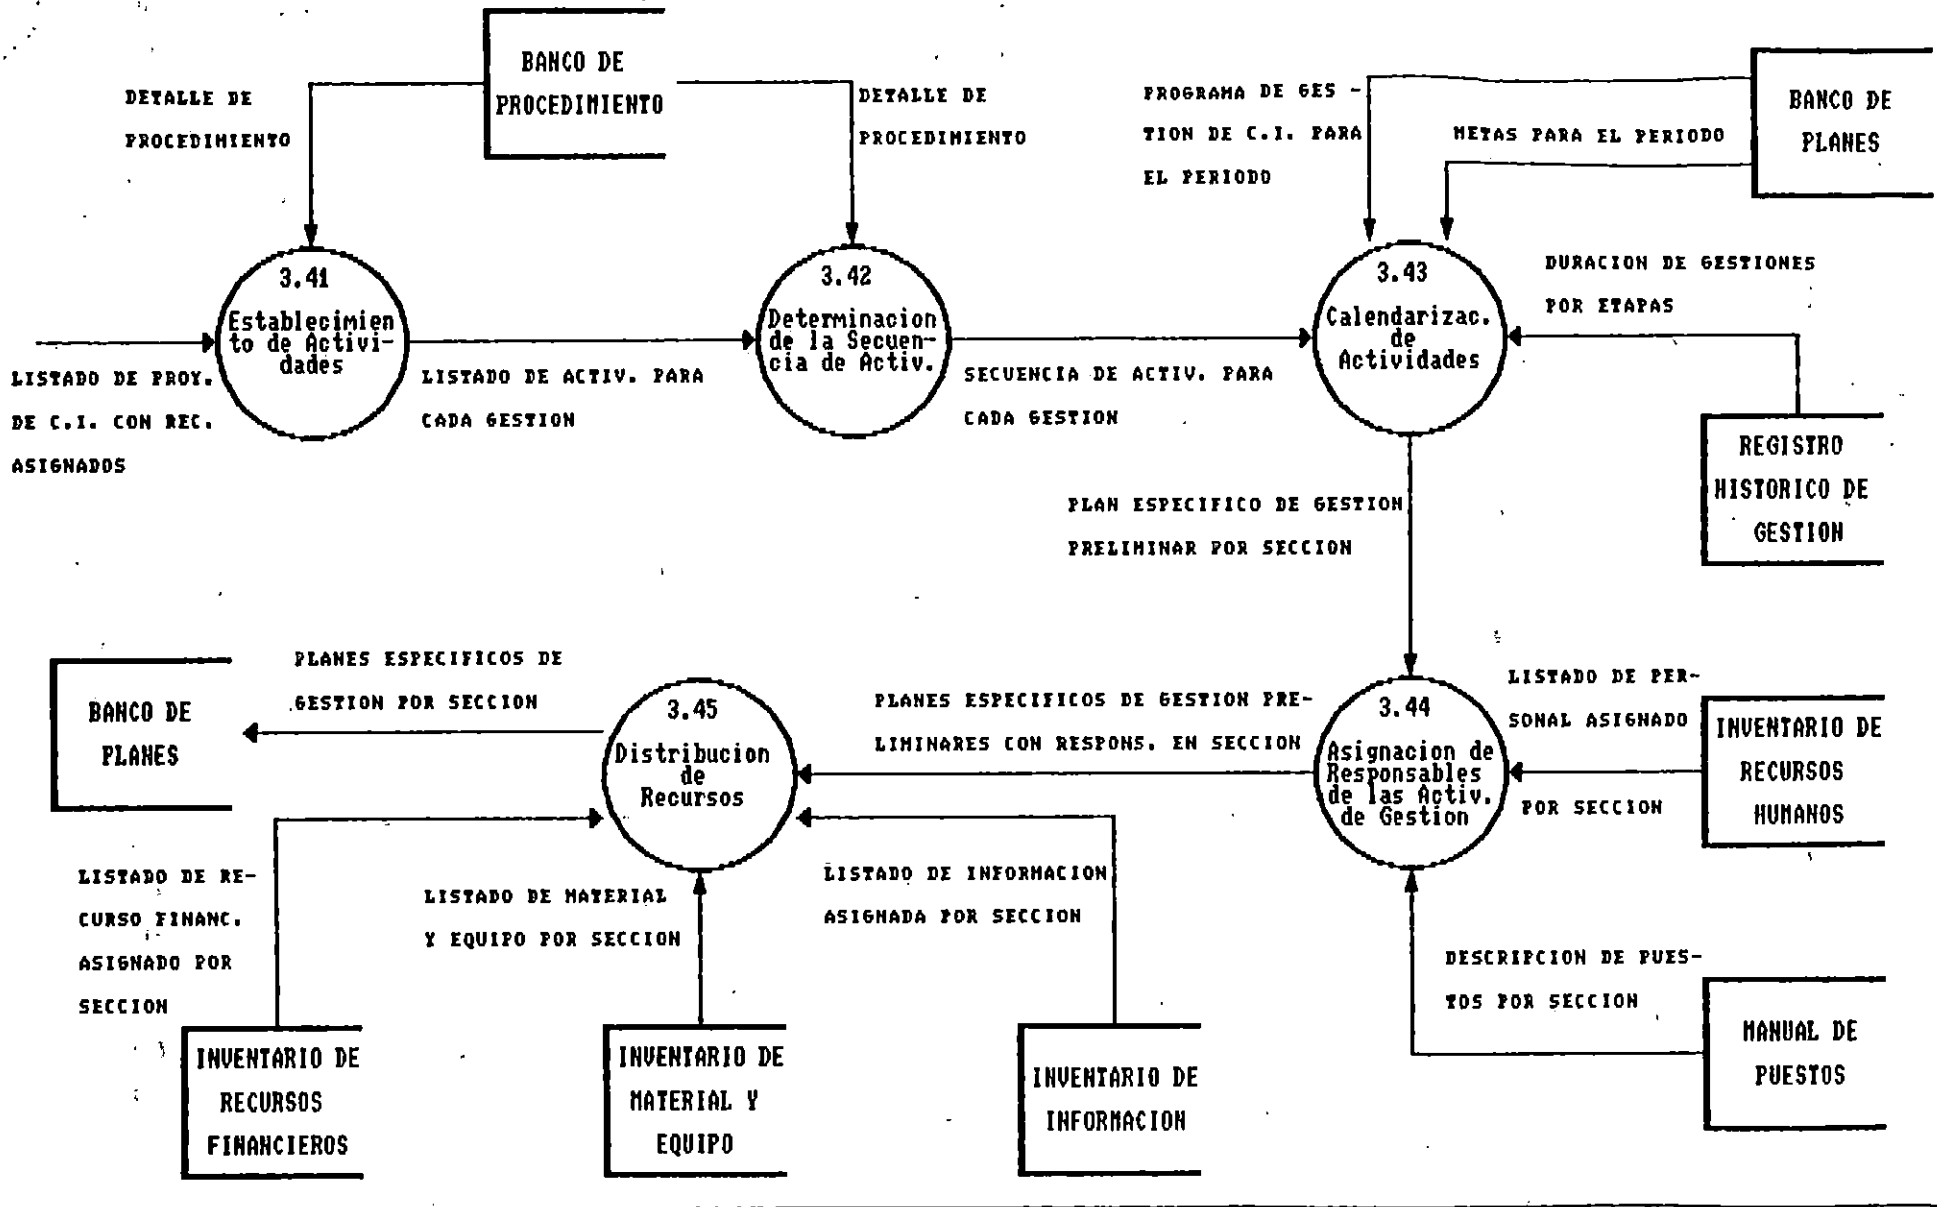 BANCO DE
PROCEDIMIENTO
DETALLE DE
PROCEDIMIENTO
DETALLE DE
PROCEDIMIENTO
PROGRAMA DE GES -
TION DE C.I. PARA
EL PERIODO
METAS PARA EL PERIODO
BANCO DE
PLANES
3.41
Establecimien
to de Activi-
dades
3.42
Determinacion
de la Secuen-
cia de Activ.
3.43
Calendarizac.
de
Actividades
DURACION DE GESTIONES
POR ETAPAS
LISTADO DE PROY.
DE C.I. CON REC.
ASIGNADOS
LISTADO DE ACTIV. PARA
CADA GESTION
SECUENCIA DE ACTIV. PARA
CADA GESTION
REGISTRO
HISTORICO DE
GESTION
PLAN ESPECIFICO DE GESTION
PRELIMINAR POR SECCION
BANCO DE
PLANES
PLANES ESPECIFICOS DE
GESTION POR SECCION
3.45
Distribucion
de
Recursos
PLANES ESPECIFICOS DE GESTION PRE-
LIMINARES CON RESPONS. EN SECCION
3.44
Asignacion de
Responsables
de las Activ.
de Gestion
LISTADO DE PER-
SONAL ASIGNADO
POR SECCION
INVENTARIO DE
RECURSOS
HUMANOS
LISTADO DE RE-
CURSO FINANC.
ASIGNADO POR
SECCION
LISTADO DE MATERIAL
Y EQUIPO POR SECCION
LISTADO DE INFORMACION
ASIGNADA POR SECCION
DESCRIPCION DE PUES-
TOS POR SECCION
INVENTARIO DE
RECURSOS
FINANCIEROS
INVENTARIO DE
MATERIAL Y
EQUIPO
INVENTARIO DE
INFORMACION
MANUAL DE
PUESTOS